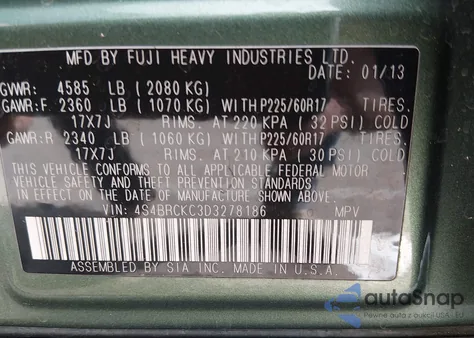 MFD BY FUJI HEAVY INDUSTRIES LTD.
DATE: 01/13
GVWR: 4585 LB (2080 KG)
GAWR:F 2360 LB (1070 KG) WITH P225/60R17 TIRES.
17X7J RIMS. AT 220 KPA (32 PSI) COLD
GAWR:R 2340 LB (1060 KG) WITH P225/60R17 TIRES.
17X7J RIMS. AT 210 KPA (30 PSI) COLD
THIS VEHICLE CONFORMS TO ALL APPLICABLE FEDERAL MOTOR
VEHICLE SAFETY AND THEFT PREVENTION STANDARDS IN
EFFECT ON THE DATE OF MANUFACTURE SHOWN ABOVE.
VIN: 4S4BRCKC3D3278186 MPV
ASSEMBLED BY SIA INC. MADE IN U.S.A.
autoSnap
Pewne auto z aukcji USA